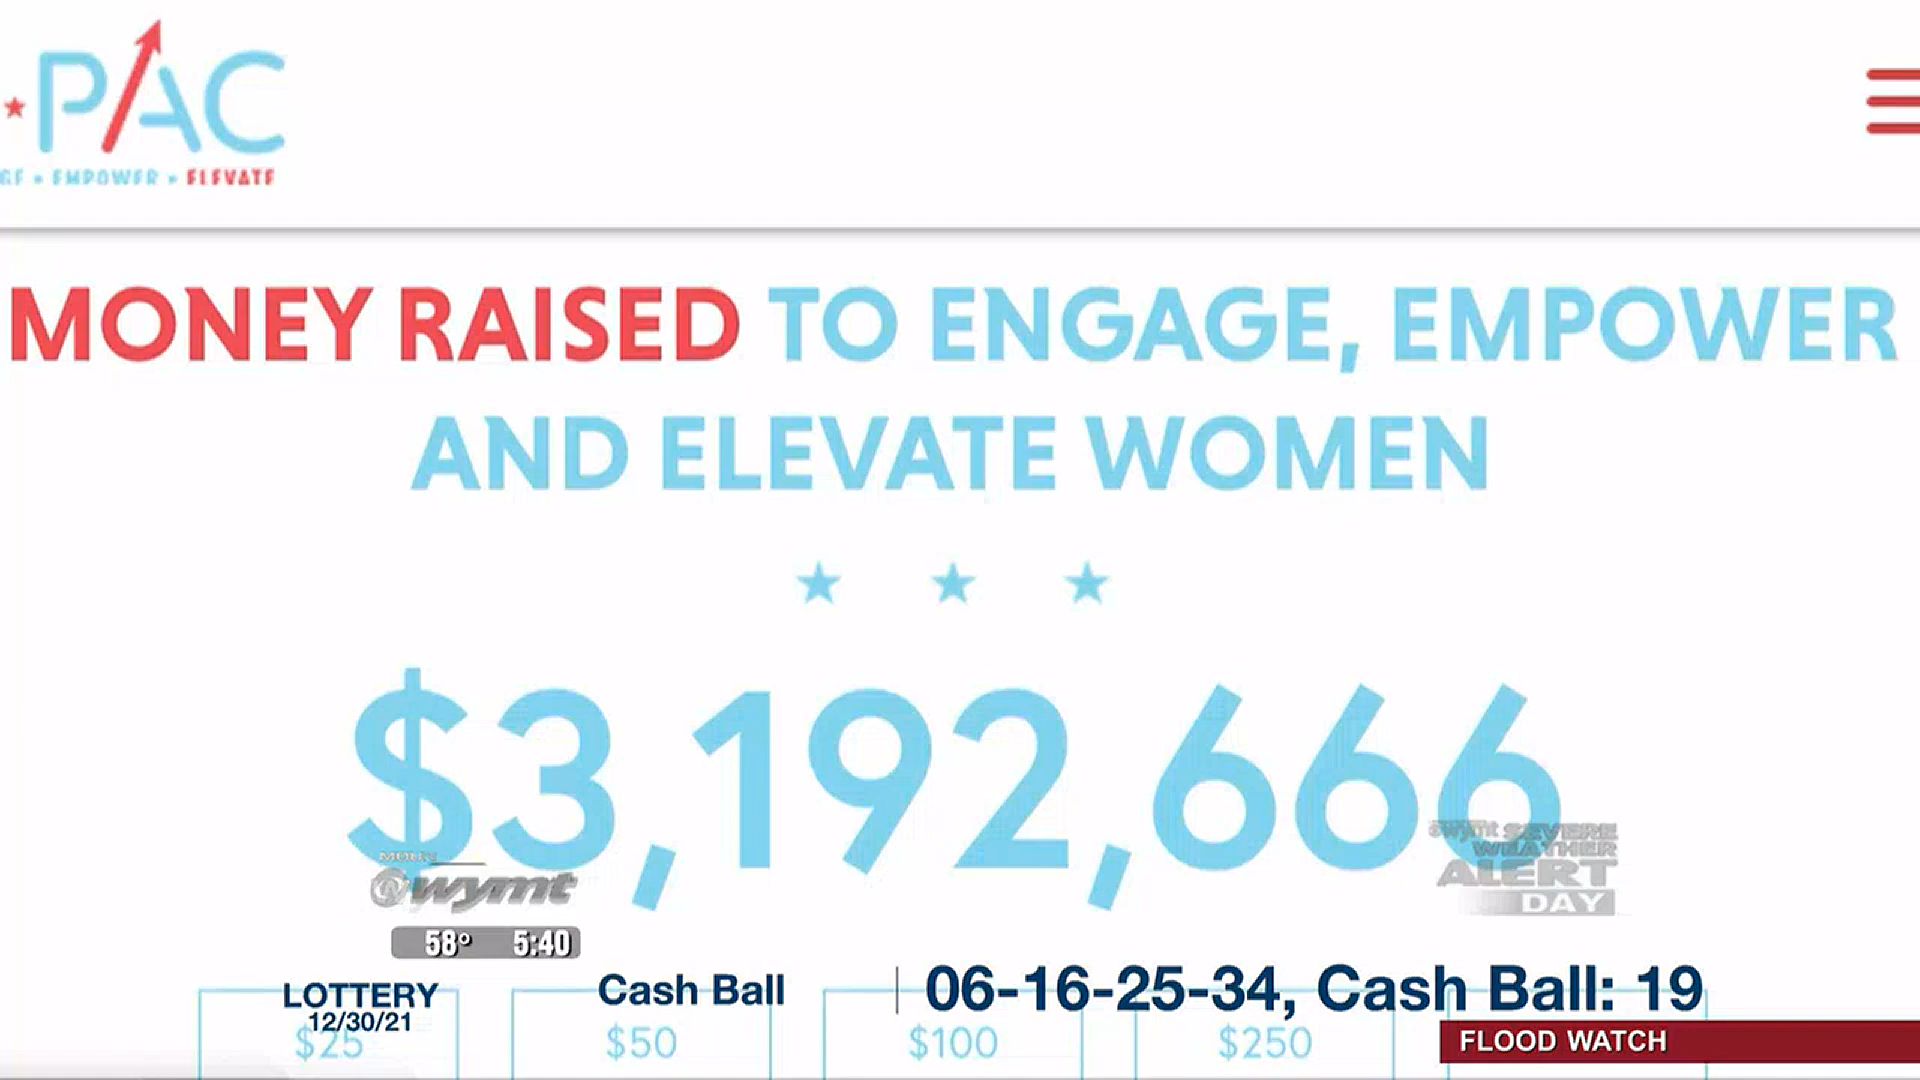 PAC
GE • EMPOWER • ELEVATE
MONEY RAISED TO ENGAGE, EMPOWER
AND ELEVATE WOMEN
$3,192,666
wymt
wymt SEVERE
WEATHER
ALERT
DAY
58° 5:40
LOTTERY
12/30/21
Cash Ball
06-16-25-34, Cash Ball: 19
$25 $50 $100 $250
FLOOD WATCH